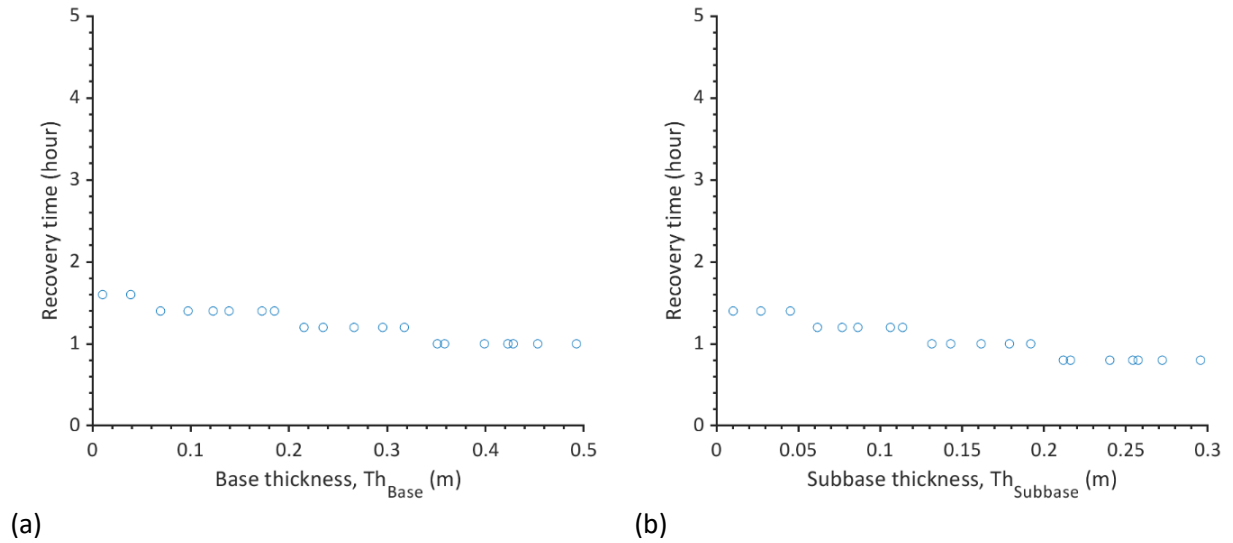 5
4
3
2
1
0
Recovery time (hour)
0 0.1 0.2 0.3 0.4 0.5
Base thickness, Th_Base (m)
(a)
5
4
3
2
1
0
Recovery time (hour)
0 0.05 0.1 0.15 0.2 0.25 0.3
Subbase thickness, Th_Subbase (m)
(b)